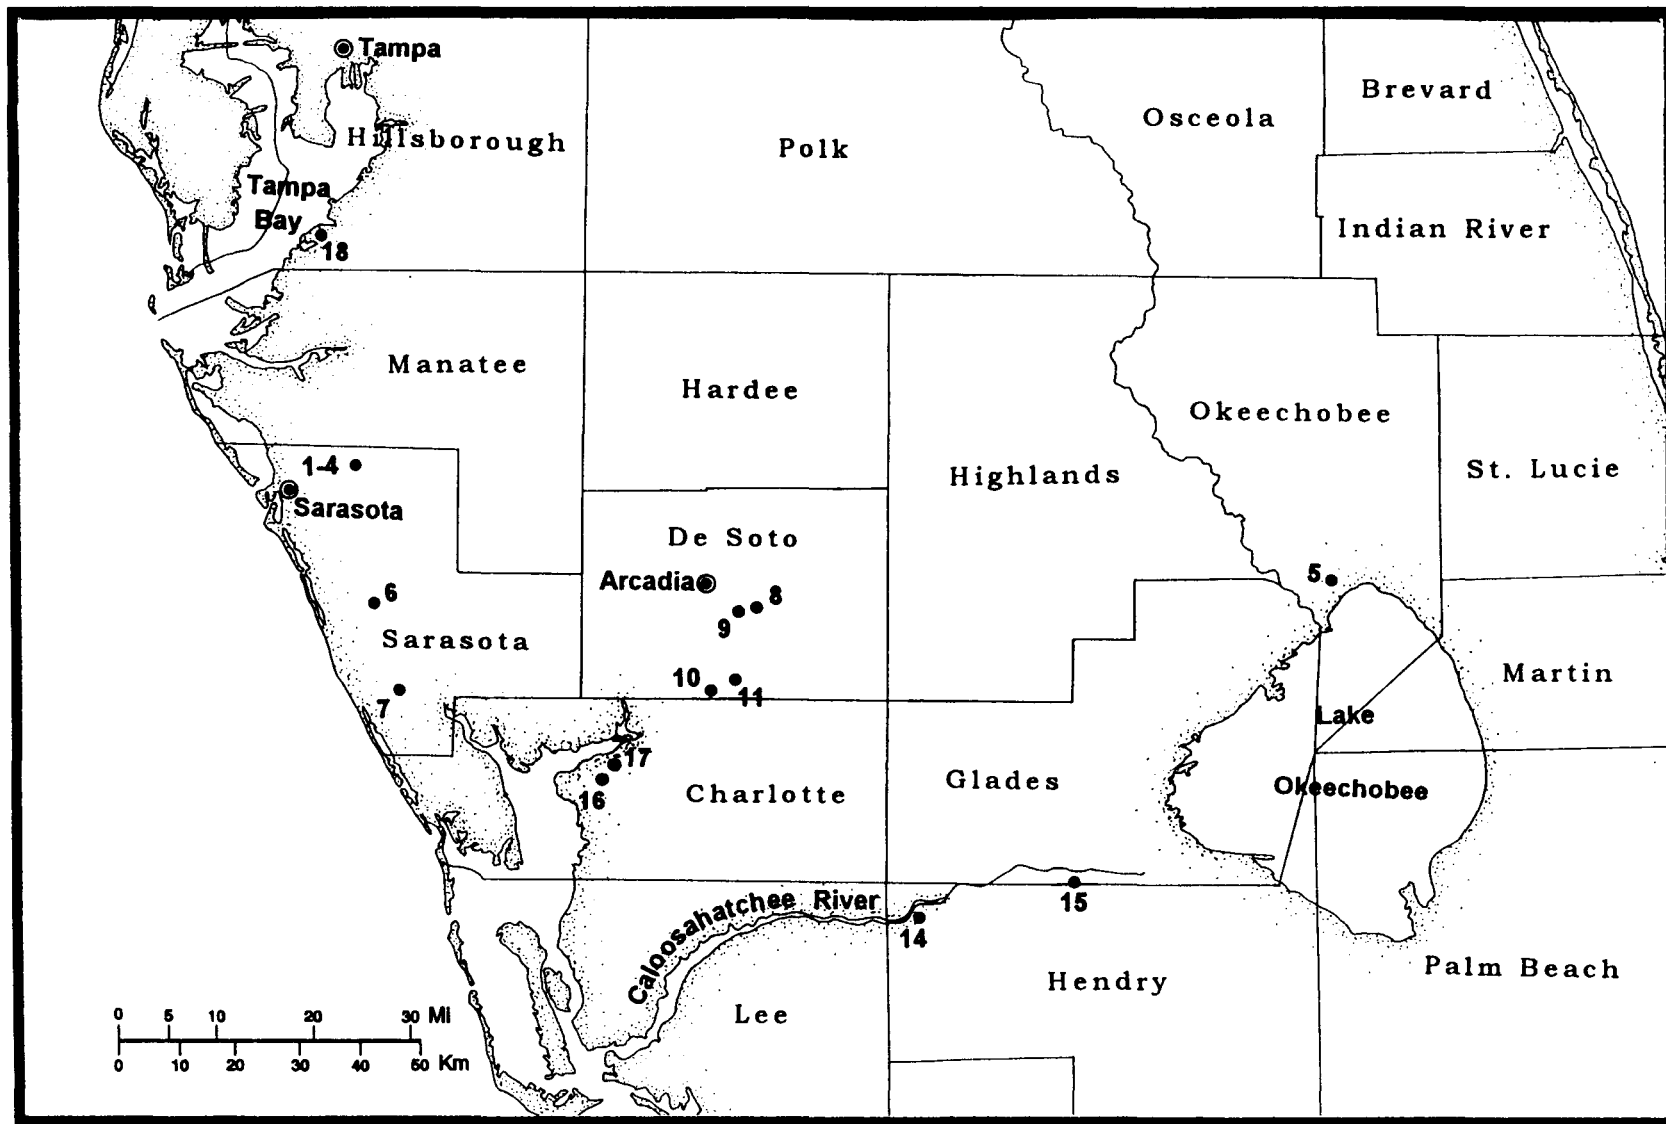 Tampa
Brevard
Osceola
Hillsborough
Polk
Tampa
Bay
18
Indian River
Manatee
Hardee
Okeechobee
Highlands
St. Lucie
1-4
Sarasota
De Soto
Arcadia
5
6
8
9
Sarasota
10
11
7
Martin
Lake
17
16
Charlotte
Glades
Okeechobee
Caloosahatchee River
15
14
Palm Beach
Hendry
Lee
0 5 10 20 30 Mi
0 10 20 30 40 50 Km